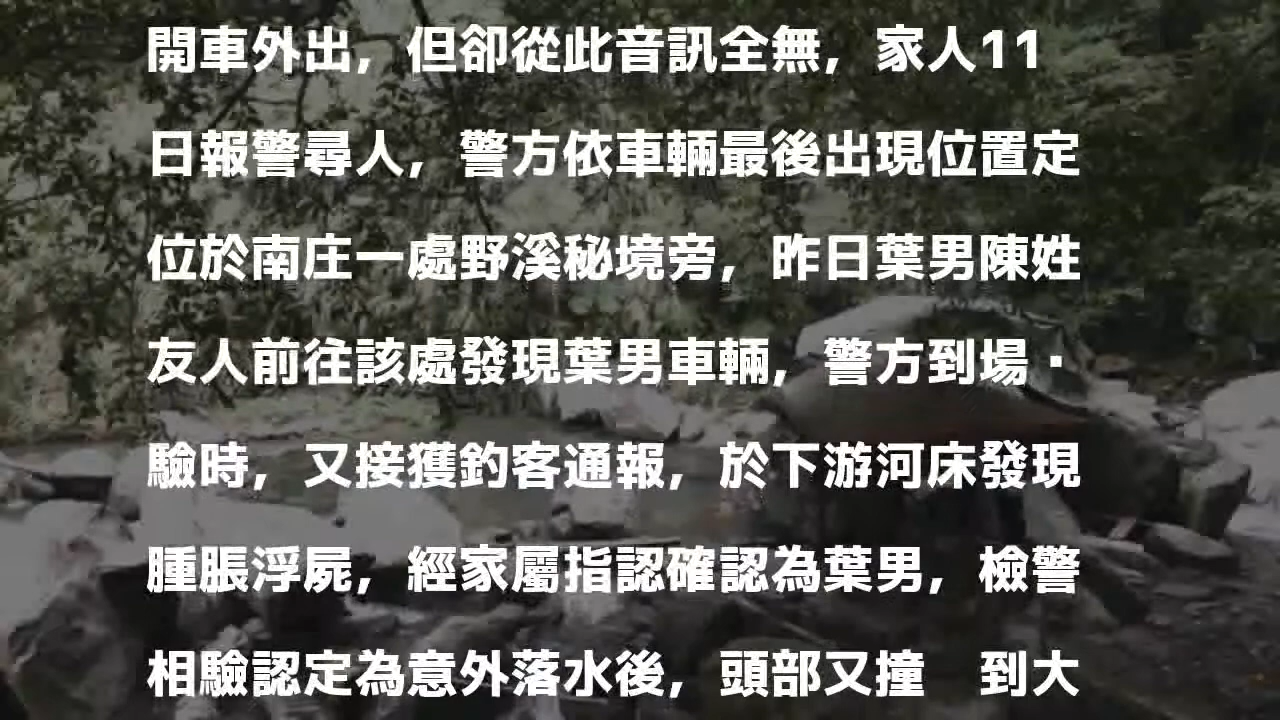 開車外出，但卻從此音訊全無，家人11
日報警尋人，警方依車輛最後出現位置定
位於南庄一處野溪秘境旁，昨日葉男陳姓
友人前往該處發現葉男車輛，警方到場·
驗時，又接獲釣客通報，於下游河床發現
腫脹浮屍，經家屬指認確認為葉男，檢警
相驗認定為意外落水後，頭部又撞　到大